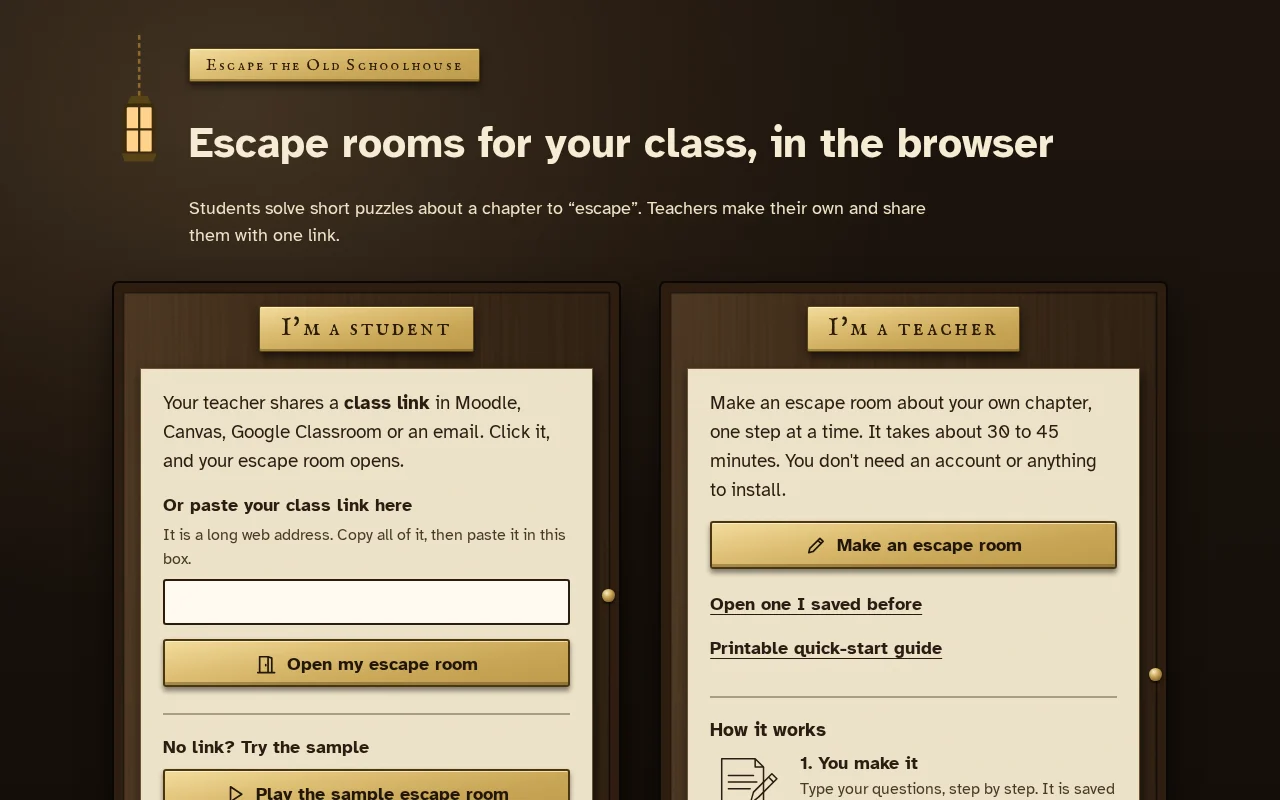 Escape the Old Schoolhouse
Escape rooms for your class, in the browser
Students solve short puzzles about a chapter to “escape”. Teachers make their own and share
them with one link.
I’m a student
Your teacher shares a class link in Moodle,
Canvas, Google Classroom or an email. Click it,
and your escape room opens.
Or paste your class link here
It is a long web address. Copy all of it, then paste it in this
box.
Open my escape room
No link? Try the sample
Play the sample escape room
I’m a teacher
Make an escape room about your own chapter,
one step at a time. It takes about 30 to 45
minutes. You don't need an account or anything
to install.
Make an escape room
Open one I saved before
Printable quick-start guide
How it works
1. You make it
Type your questions, step by step. It is saved